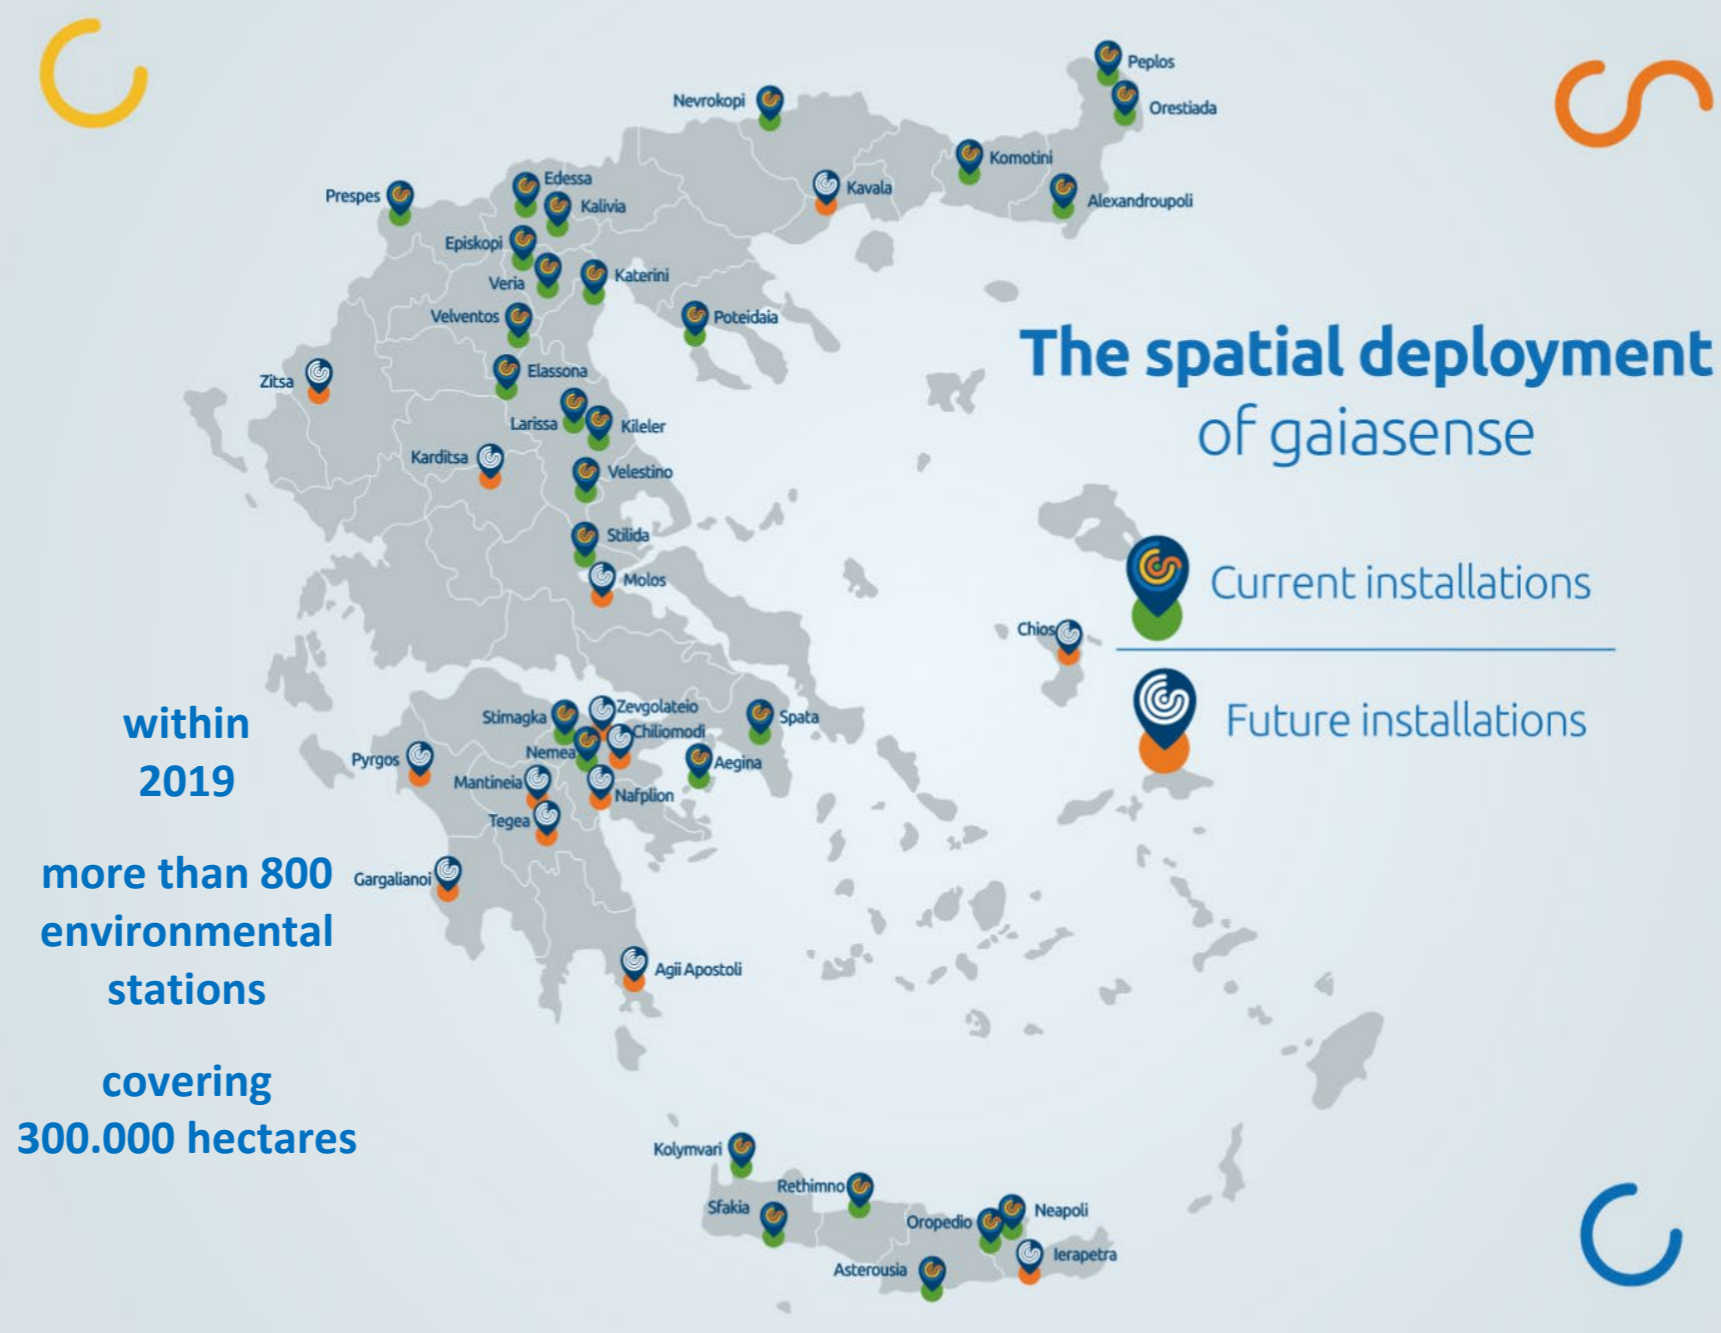 Peplos
Nevrokopi
Orestiada
Komotini
Edessa
Kavala
Prespes
Alexandroupoli
Kalivia
Episkopi
Katerini
Veria
Velventos
Poteidaia
The spatial deployment
of gaiasense
Elassona
Zitsa
Larissa
Kileler
Karditsa
Velestino
Stilida
Molos
Current installations
Chios
Future installations
within
2019
more than 800
environmental
stations
covering
300.000 hectares
Zevgolateio
Stimagka
Spata
Chiliomodi
Nemea
Pyrgos
Aegina
Mantineia
Nafplion
Tegea
Gargalianoi
Agii Apostoli
Kolymvari
Rethimno
Sfakia
Neapoli
Oropedio
Ierapetra
Asterousia